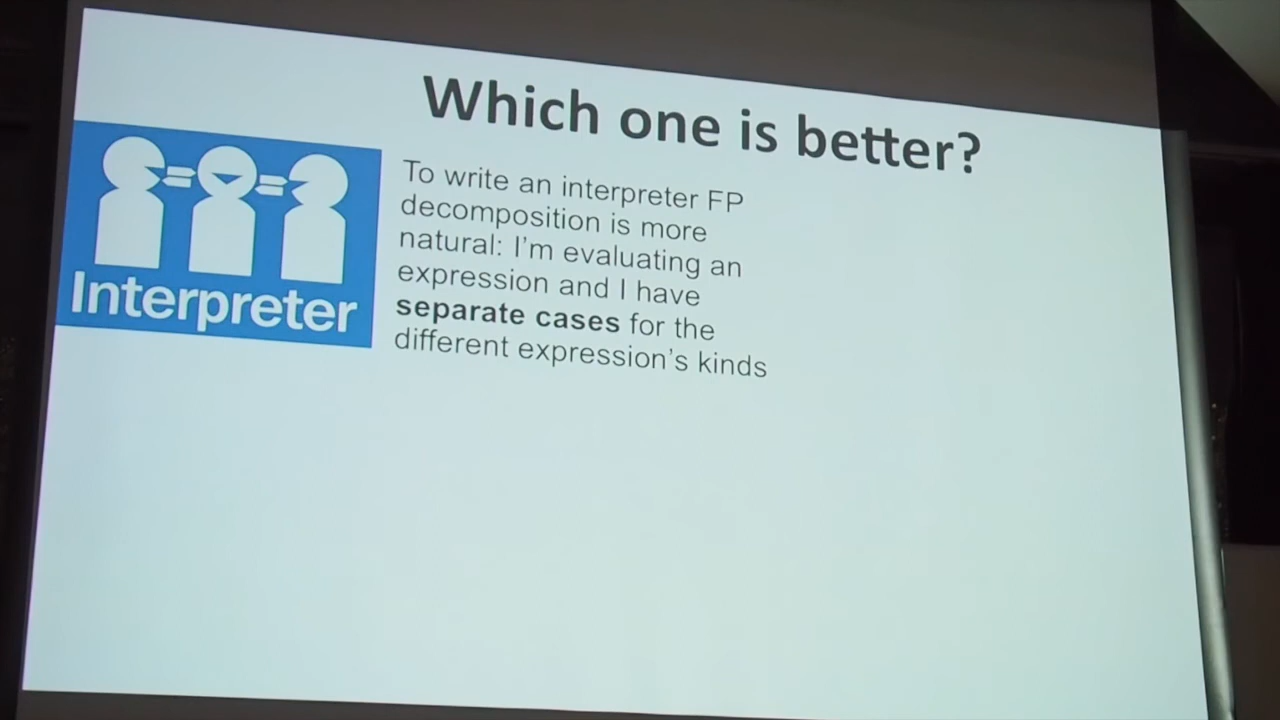 Which one is better?
Interpreter
To write an interpreter FP
decomposition is more
natural: I'm evaluating an
expression and I have
separate cases for the
different expression's kinds